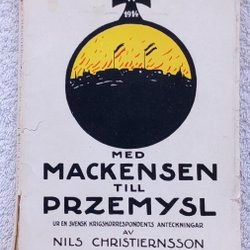 1914
MED
MACKENSEN
TILL
PRZEMYSL
UR EN SVENSK KRIGSKORRESPONDENTS ANTECKNINGAR
AV
NILS CHRISTIERNSSON